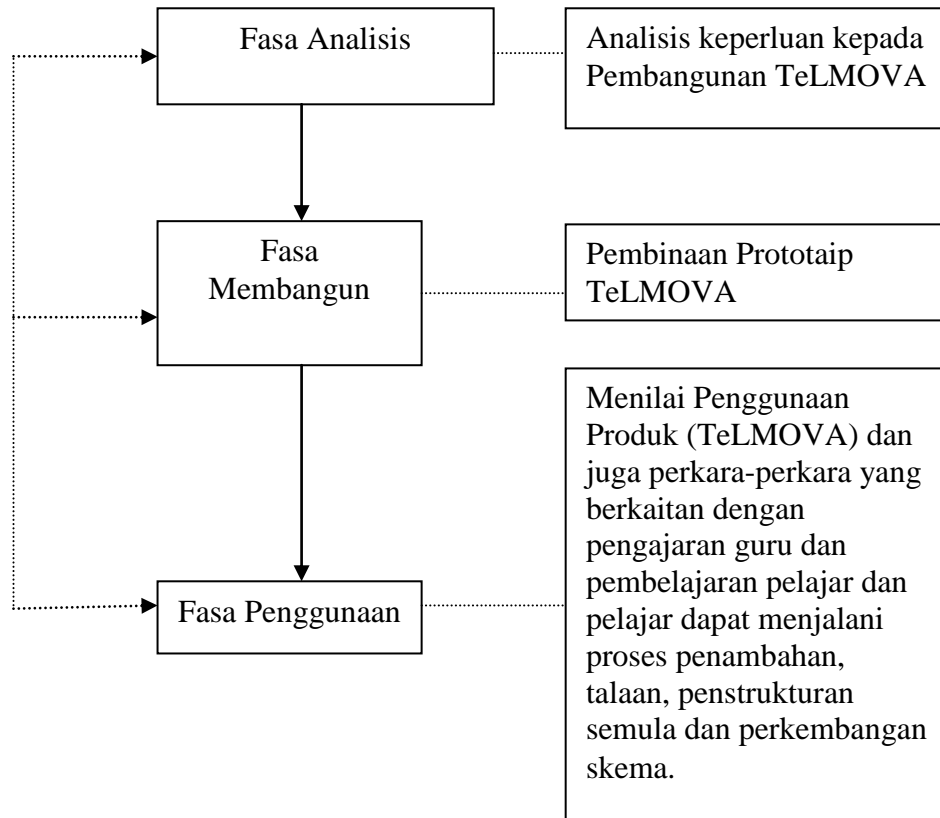 Fasa Analisis
Analisis keperluan kepada
Pembangunan TeLMOVA
Fasa
Membangun
Pembinaan Prototaip
TeLMOVA
Fasa Penggunaan
Menilai Penggunaan
Produk (TeLMOVA) dan
juga perkara-perkara yang
berkaitan dengan
pengajaran guru dan
pembelajaran pelajar dan
pelajar dapat menjalani
proses penambahan,
talaan, penstrukturan
semula dan perkembangan
skema.